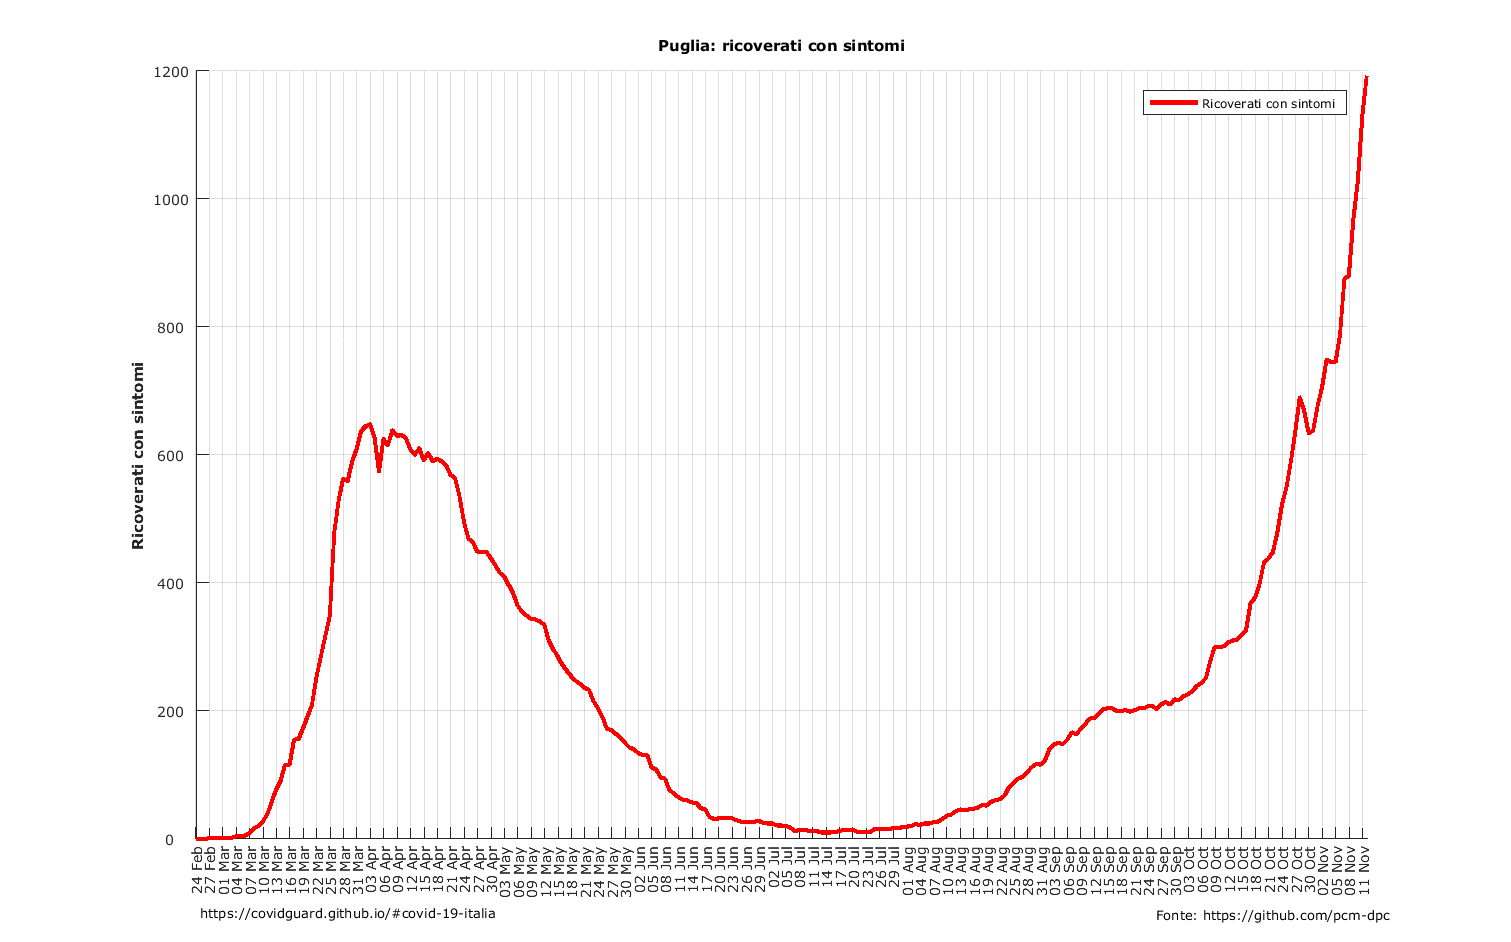 Puglia: ricoverati con sintomi
Ricoverati con sintomi
1200
1000
800
600
400
200
0
Ricoverati con sintomi
24 Feb
27 Feb
01 Mar
04 Mar
07 Mar
10 Mar
13 Mar
16 Mar
19 Mar
22 Mar
25 Mar
28 Mar
31 Mar
03 Apr
06 Apr
09 Apr
12 Apr
15 Apr
18 Apr
21 Apr
24 Apr
27 Apr
30 Apr
03 May
06 May
09 May
12 May
15 May
18 May
21 May
24 May
27 May
30 May
02 Jun
05 Jun
08 Jun
11 Jun
14 Jun
17 Jun
20 Jun
23 Jun
26 Jun
29 Jun
02 Jul
05 Jul
08 Jul
11 Jul
14 Jul
17 Jul
20 Jul
23 Jul
26 Jul
29 Jul
01 Aug
04 Aug
07 Aug
10 Aug
13 Aug
16 Aug
19 Aug
22 Aug
25 Aug
28 Aug
31 Aug
03 Sep
06 Sep
09 Sep
12 Sep
15 Sep
18 Sep
21 Sep
24 Sep
27 Sep
30 Sep
03 Oct
06 Oct
09 Oct
12 Oct
15 Oct
18 Oct
21 Oct
24 Oct
27 Oct
30 Oct
02 Nov
05 Nov
08 Nov
11 Nov
https://covidguard.github.io/#covid-19-italia
Fonte: https://github.com/pcm-dpc